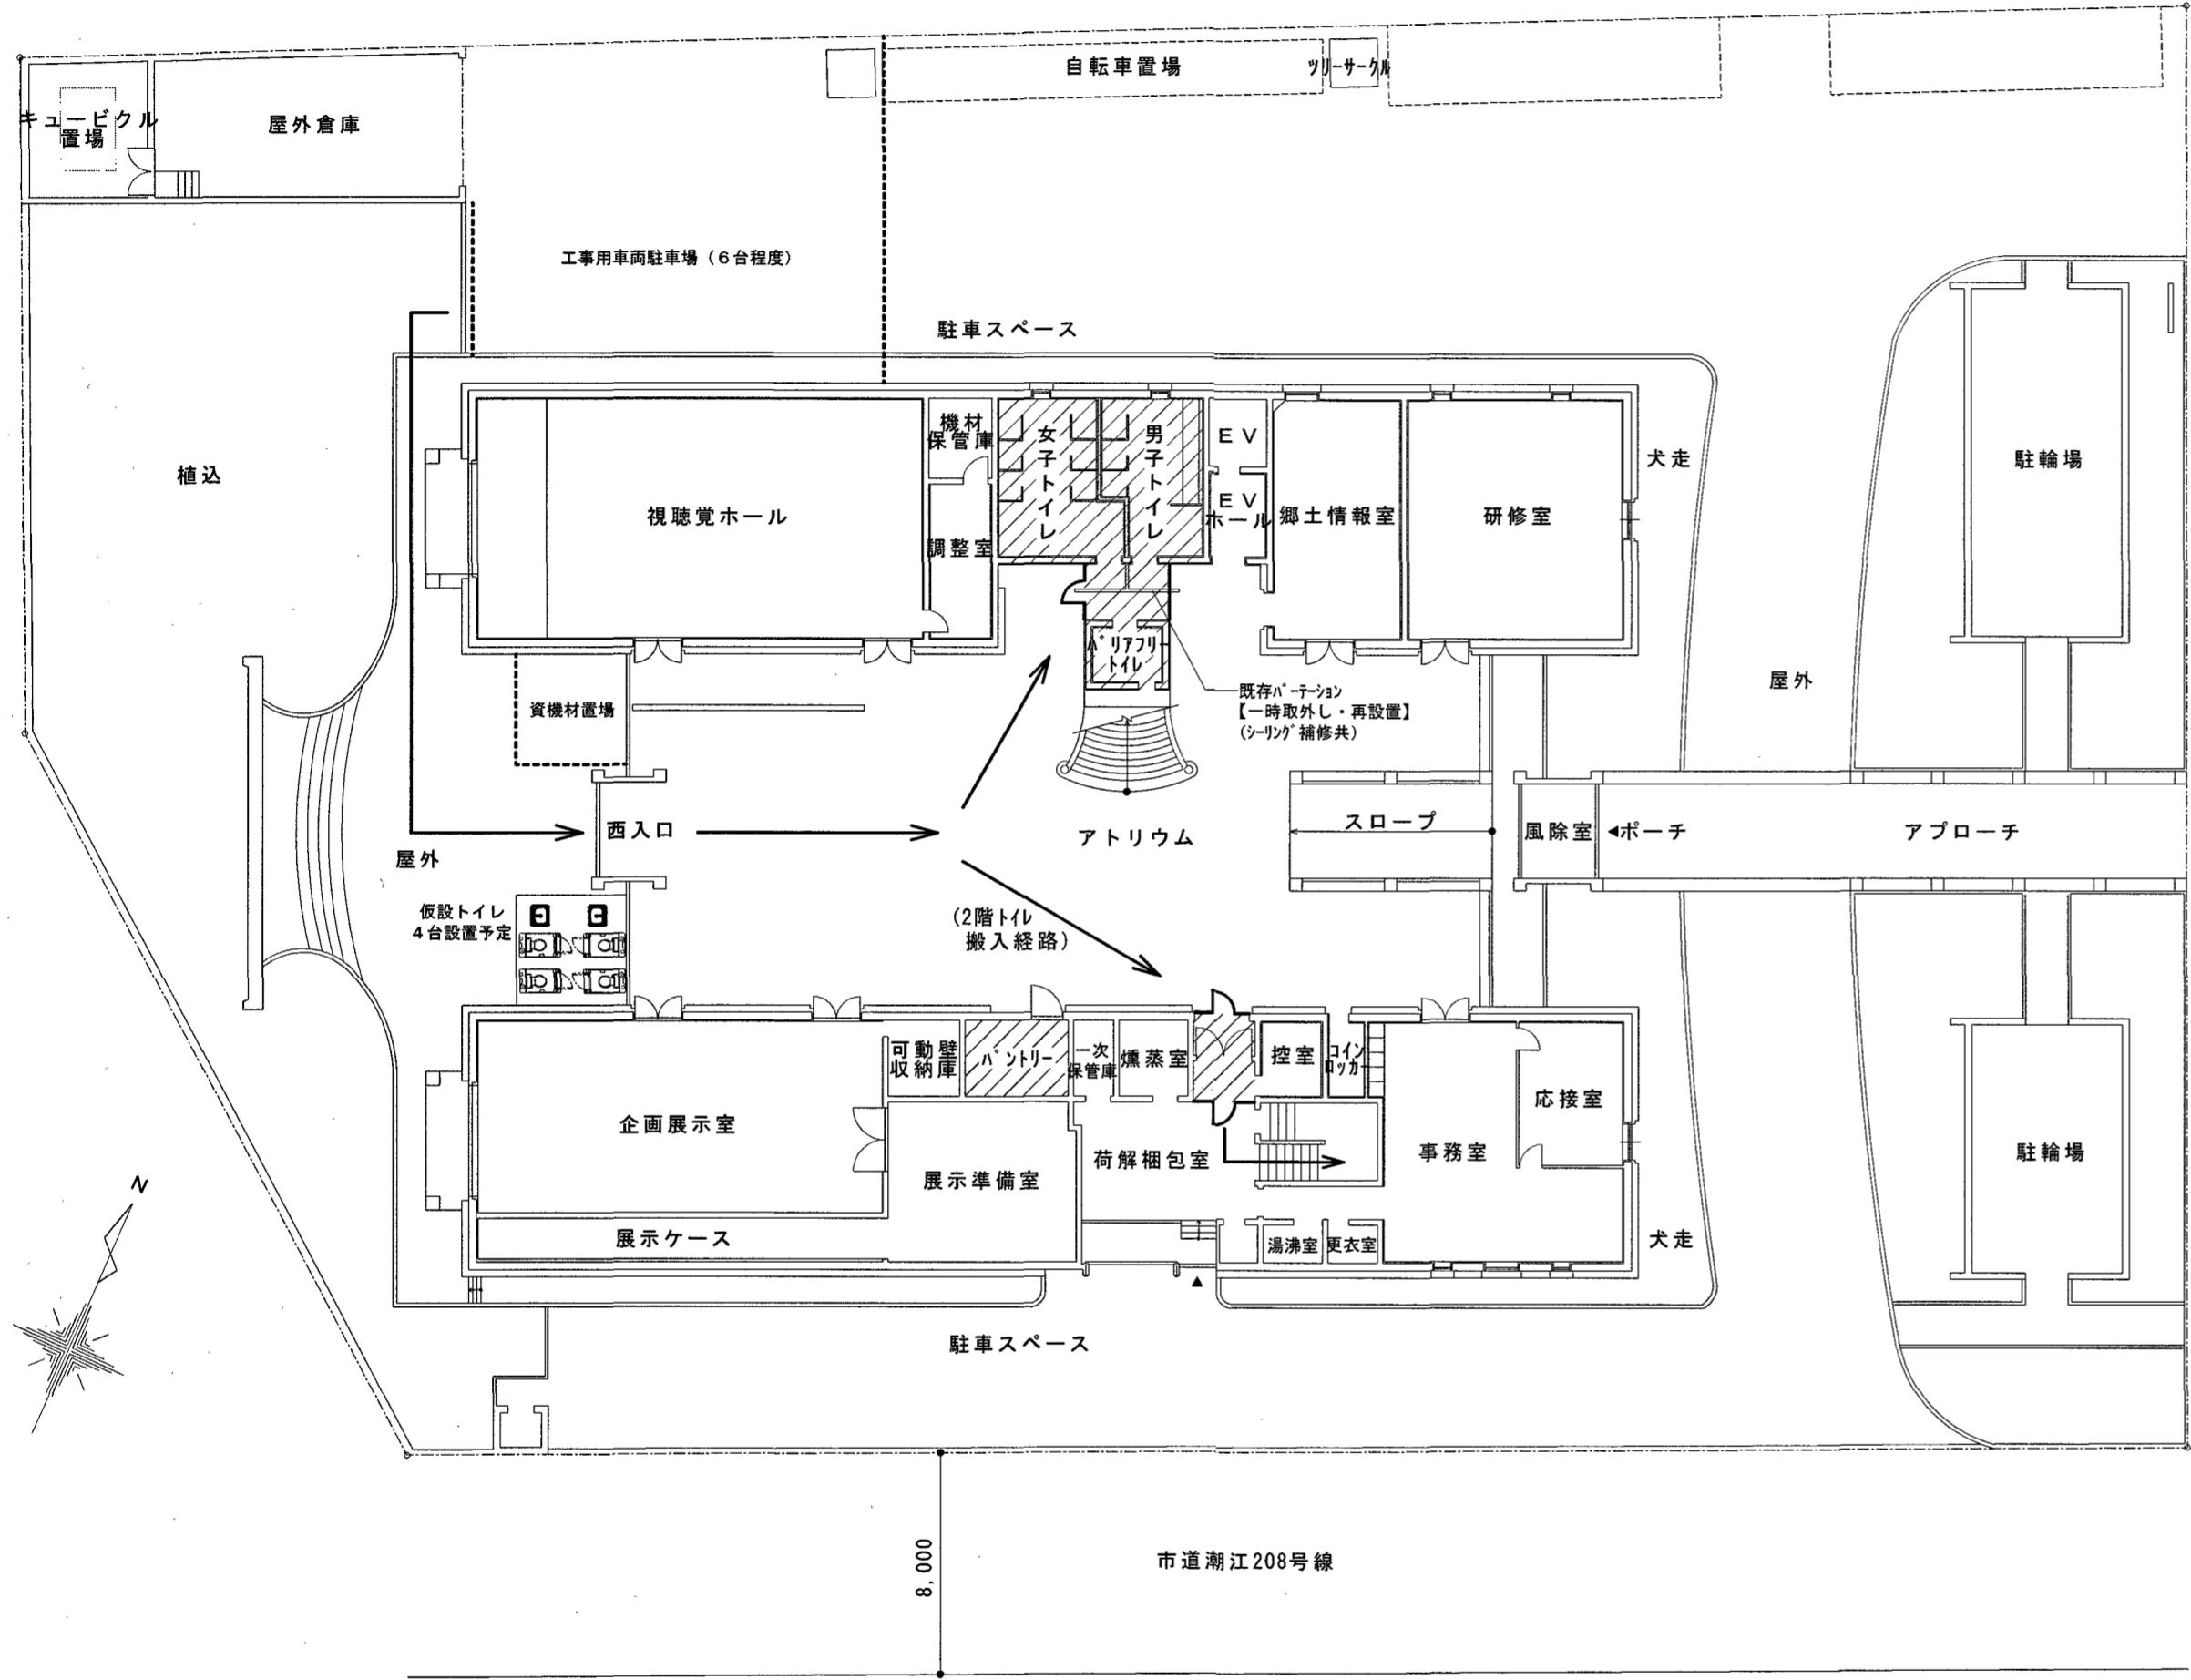 自転車置場
ツリーサークル
キュービクル
置場
屋外倉庫
工事用車両駐車場（６台程度）
駐車スペース
植込
視聴覚ホール
機材
保管庫
調整室
女子トイレ
男子トイレ
ＥＶ
ＥＶ
ホール
郷土情報室
研修室
犬走
駐輪場
バリアフリー
トイレ
既存パーテーション
【一時取外し・再設置】
(シーリング補修共)
屋外
資機材置場
西入口
アトリウム
スロープ
風除室
◀ポーチ
アプローチ
屋外
仮設トイレ
４台設置予定
(2階トイレ
搬入経路)
可動壁
収納庫
パントリー
一次
保管庫
燻蒸室
控室
コイン
ロッカー
応接室
企画展示室
荷解梱包室
事務室
駐輪場
展示準備室
展示ケース
湯沸室
更衣室
犬走
N
駐車スペース
8,000
市道潮江208号線